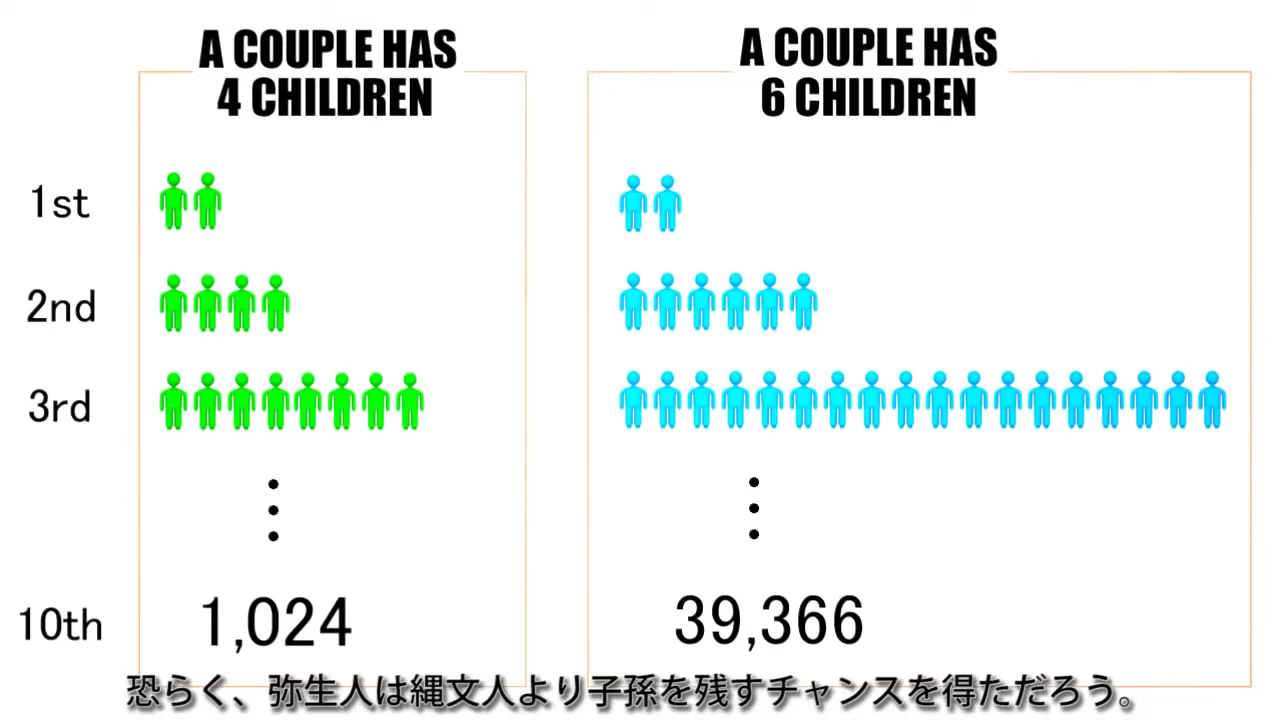 A COUPLE HAS
4 CHILDREN
A COUPLE HAS
6 CHILDREN
1st
2nd
3rd
10th
1,024
39,366
恐らく、弥生人は縄文人より子孫を残すチャンスを得ただろう。